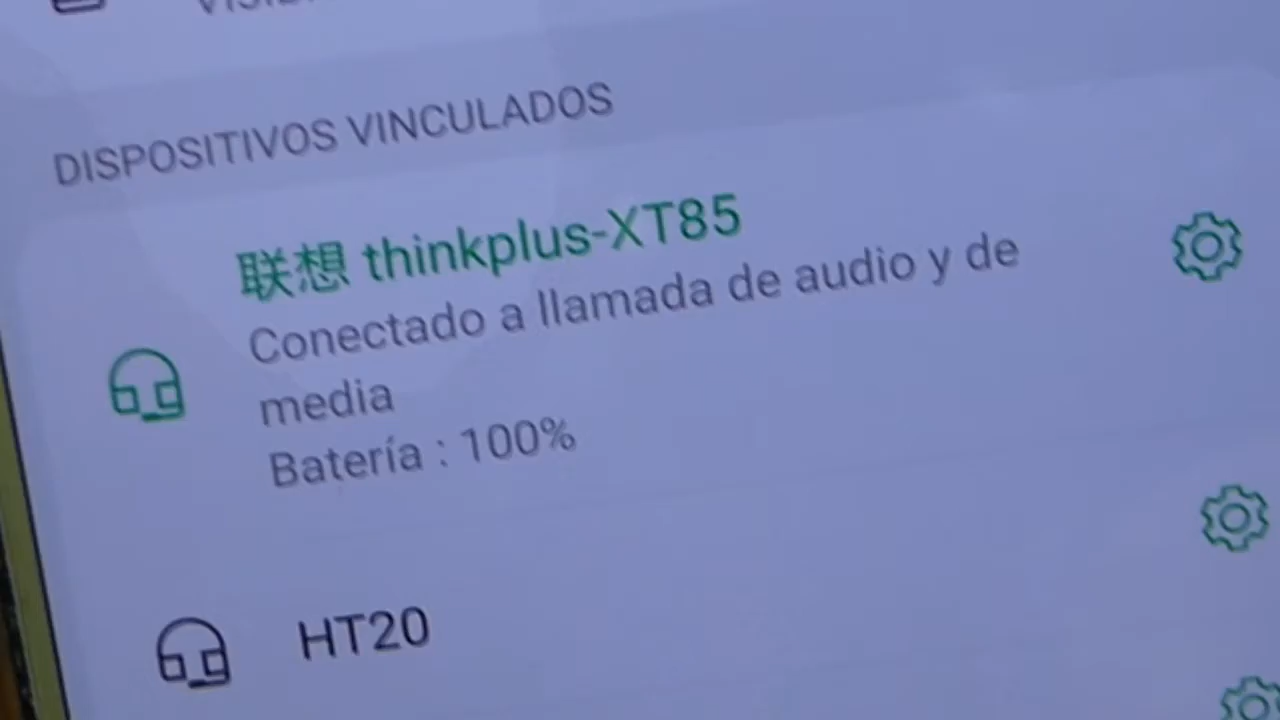 DISPOSITIVOS VINCULADOS
联想 thinkplus-XT85
Conectado a llamada de audio y de
media
Batería : 100%
HT20